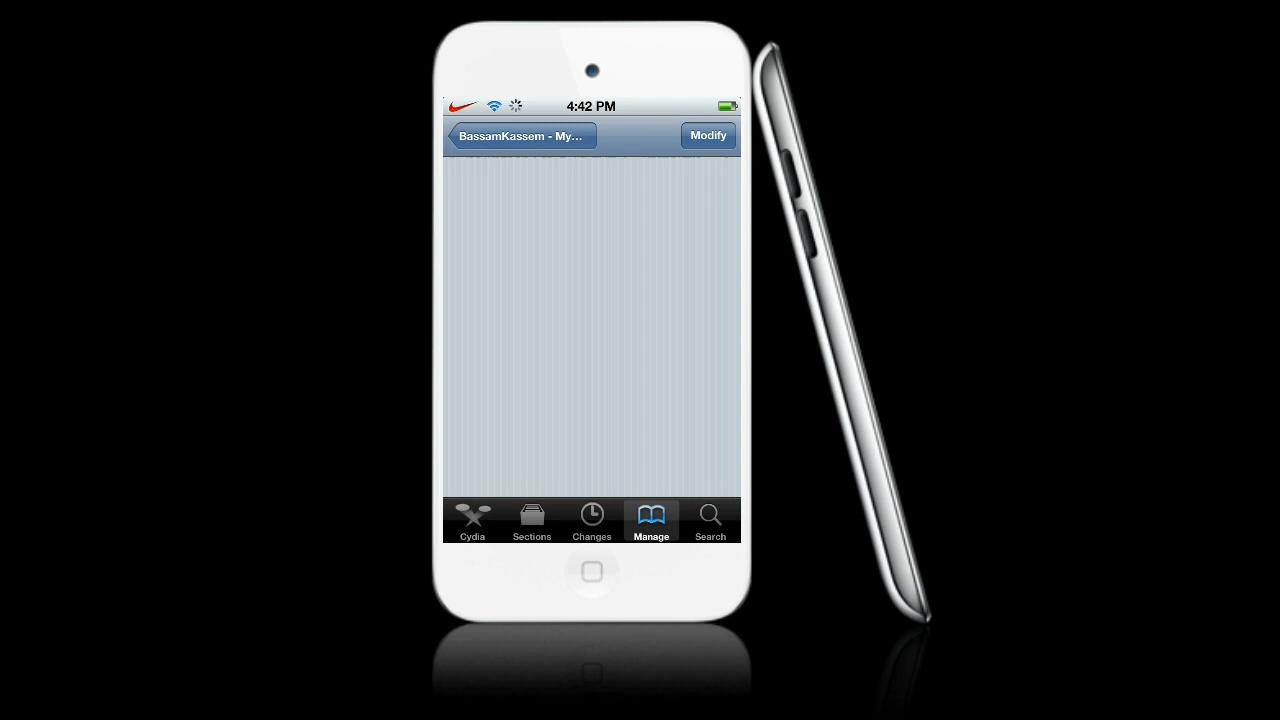 4:42 PM
BassamKassem - My... Modify
Cydia Sections Changes Manage Search